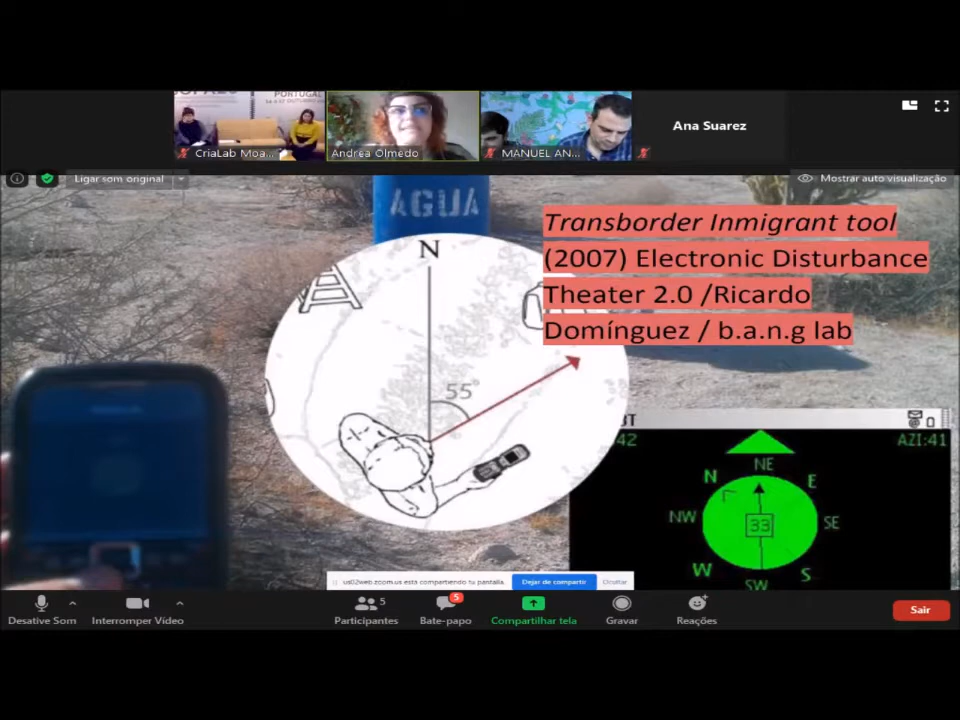 PORTUGAL
CriaLab Moa...
Andrea Olmedo
MANUEL AN...
Ana Suarez
Ligar som original
Mostrar auto visualização
AGUA
Transborder Inmigrant tool
(2007) Electronic Disturbance
Theater 2.0 /Ricardo
Domínguez / b.a.n.g lab
N
55°
42
AZI:41
NE
N
E
NW
33
SE
W
S
SW
us02web.zoom.us está compartiendo tu pantalla.
Dejar de compartir
Ocultar
Desative Som
Interromper Vídeo
Participantes
5
Bate-papo
5
Compartilhar tela
Gravar
Reações
Sair